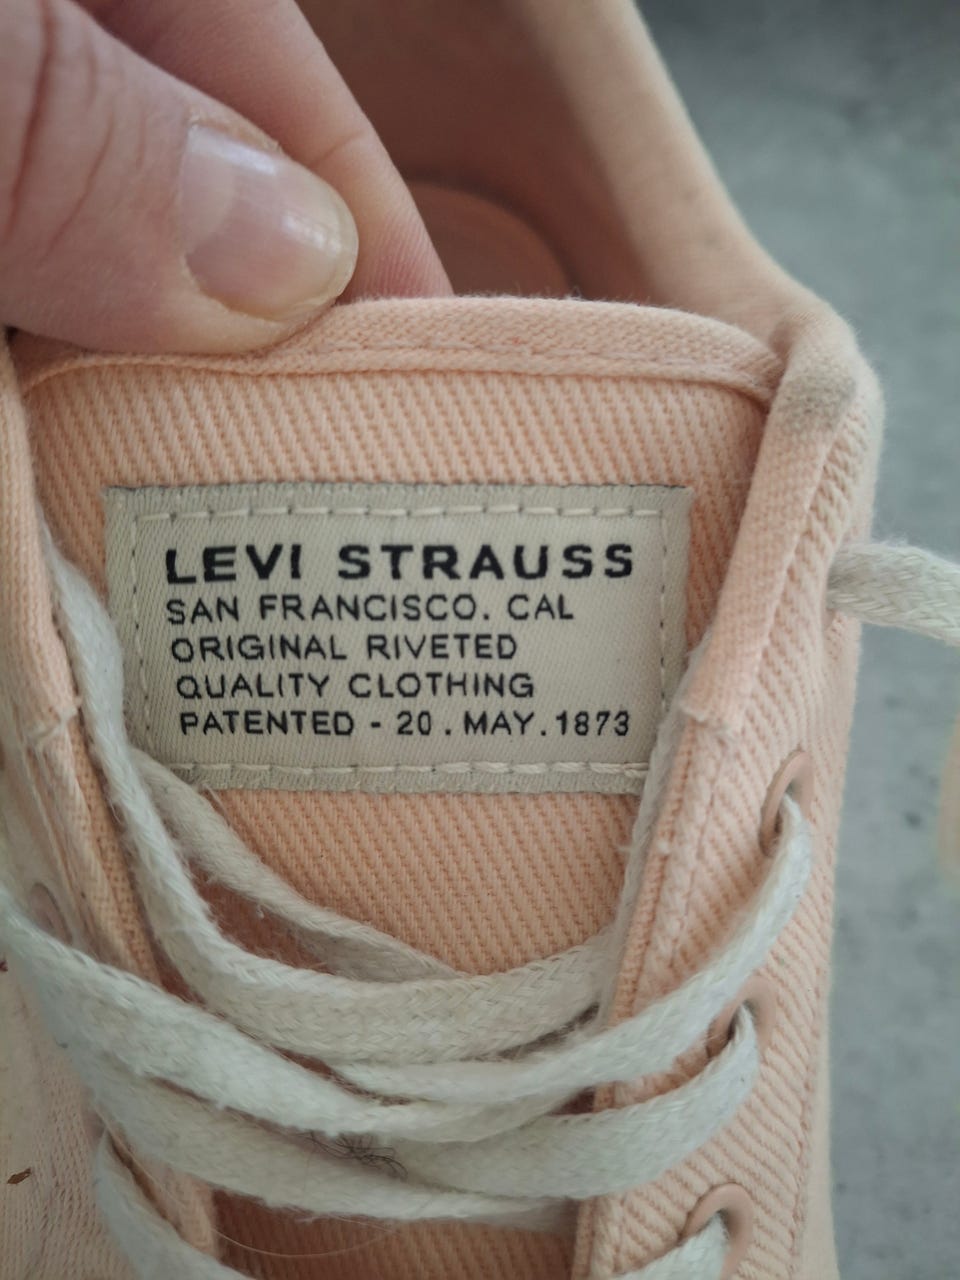 LEVI STRAUSS
SAN FRANCISCO. CAL
ORIGINAL RIVETED
QUALITY CLOTHING
PATENTED - 20 . MAY . 1873